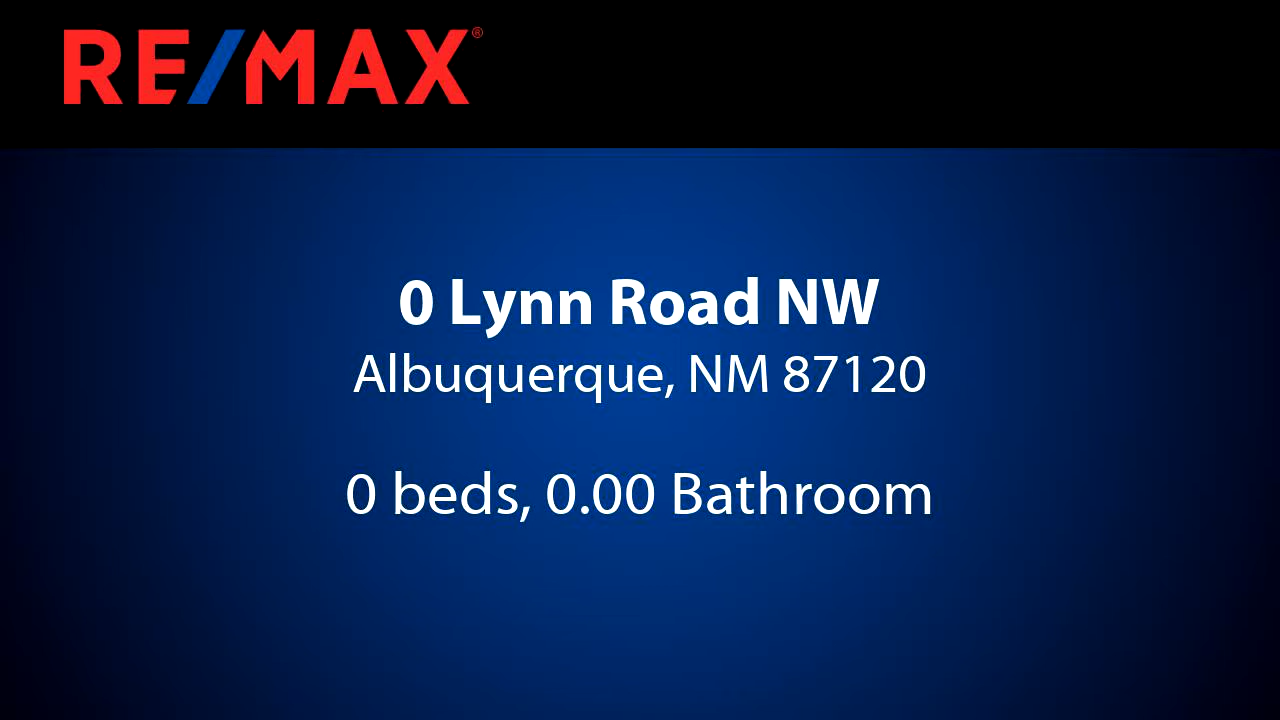 RE/MAX®
0 Lynn Road NW
Albuquerque, NM 87120
0 beds, 0.00 Bathroom